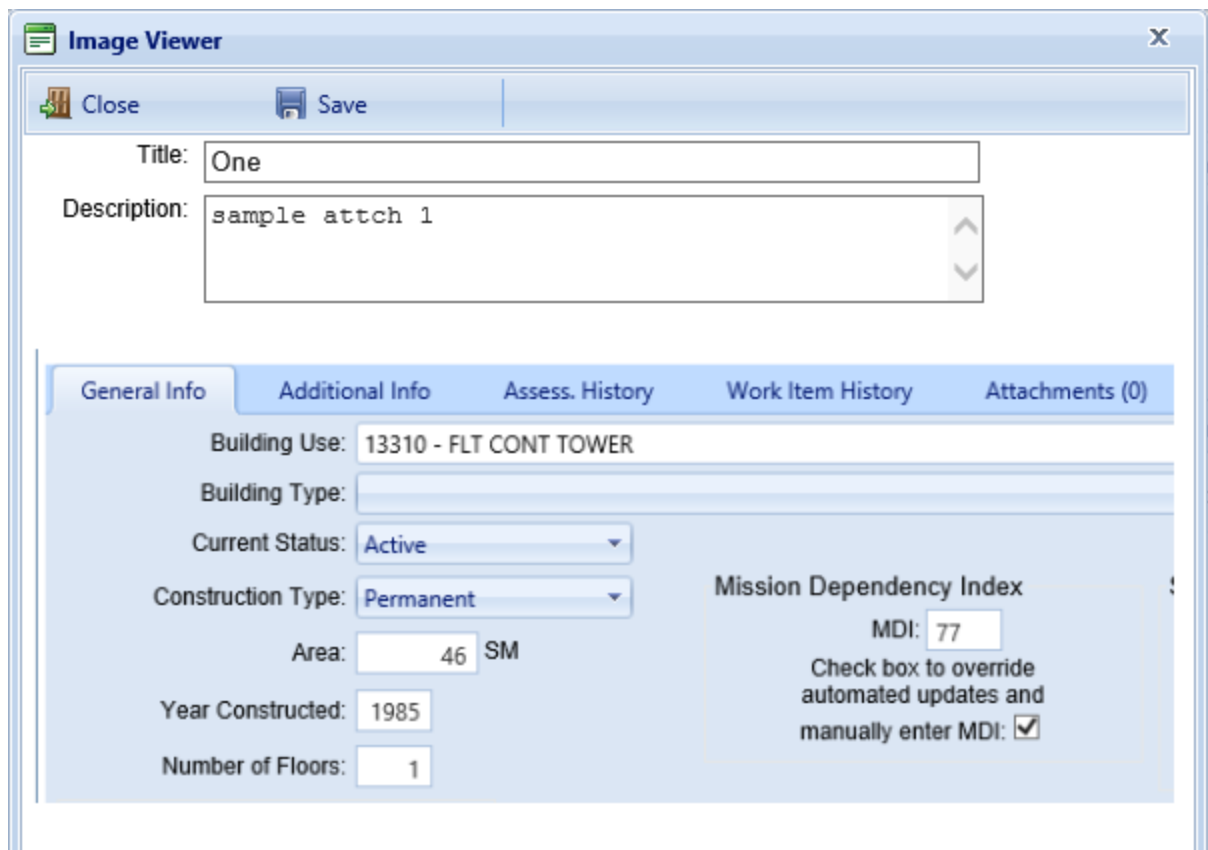 Image Viewer x
Close Save
Title: One
Description: sample attch 1
General Info Additional Info Assess. History Work Item History Attachments (0)
Building Use: 13310 - FLT CONT TOWER
Building Type:
Current Status: Active
Construction Type: Permanent
Mission Dependency Index
MDI: 77
Area: 46 SM
Check box to override
automated updates and
manually enter MDI:
Year Constructed: 1985
Number of Floors: 1